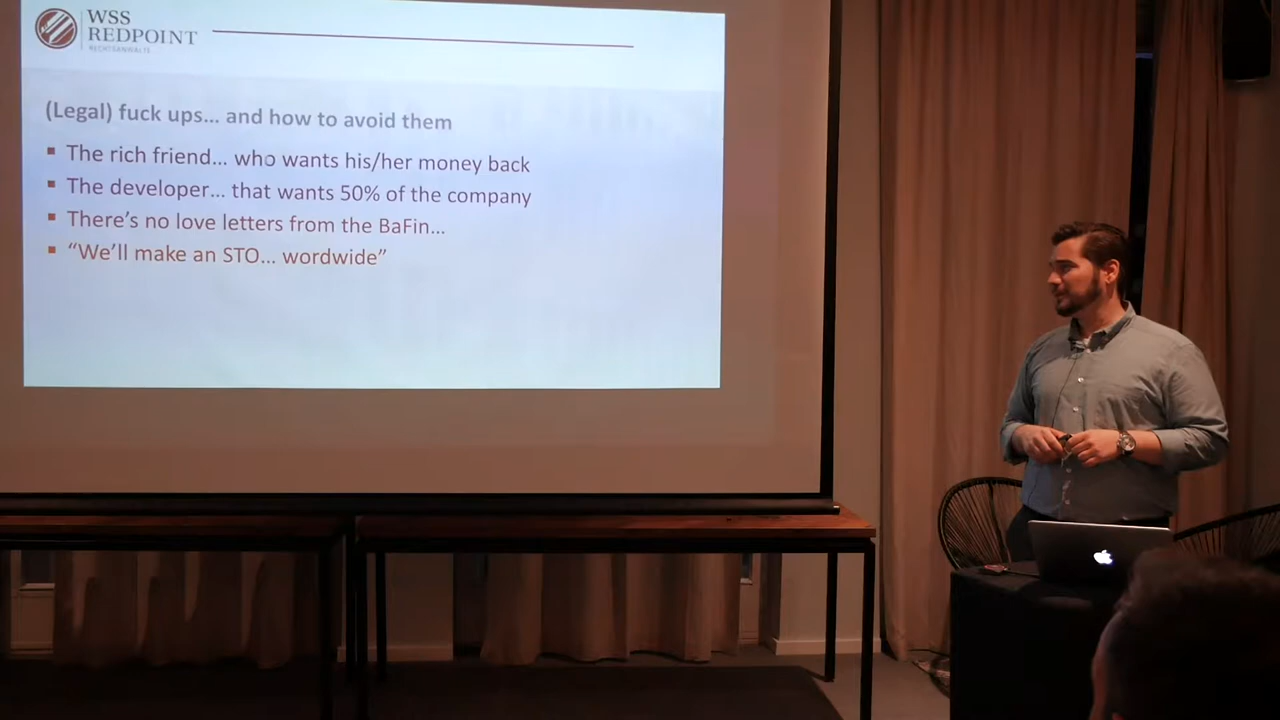 WSS
REDPOINT
RECHTSANWÄLTE
(Legal) fuck ups... and how to avoid them
▪ The rich friend... who wants his/her money back
▪ The developer... that wants 50% of the company
▪ There’s no love letters from the BaFin...
▪ “We’ll make an STO... wordwide”